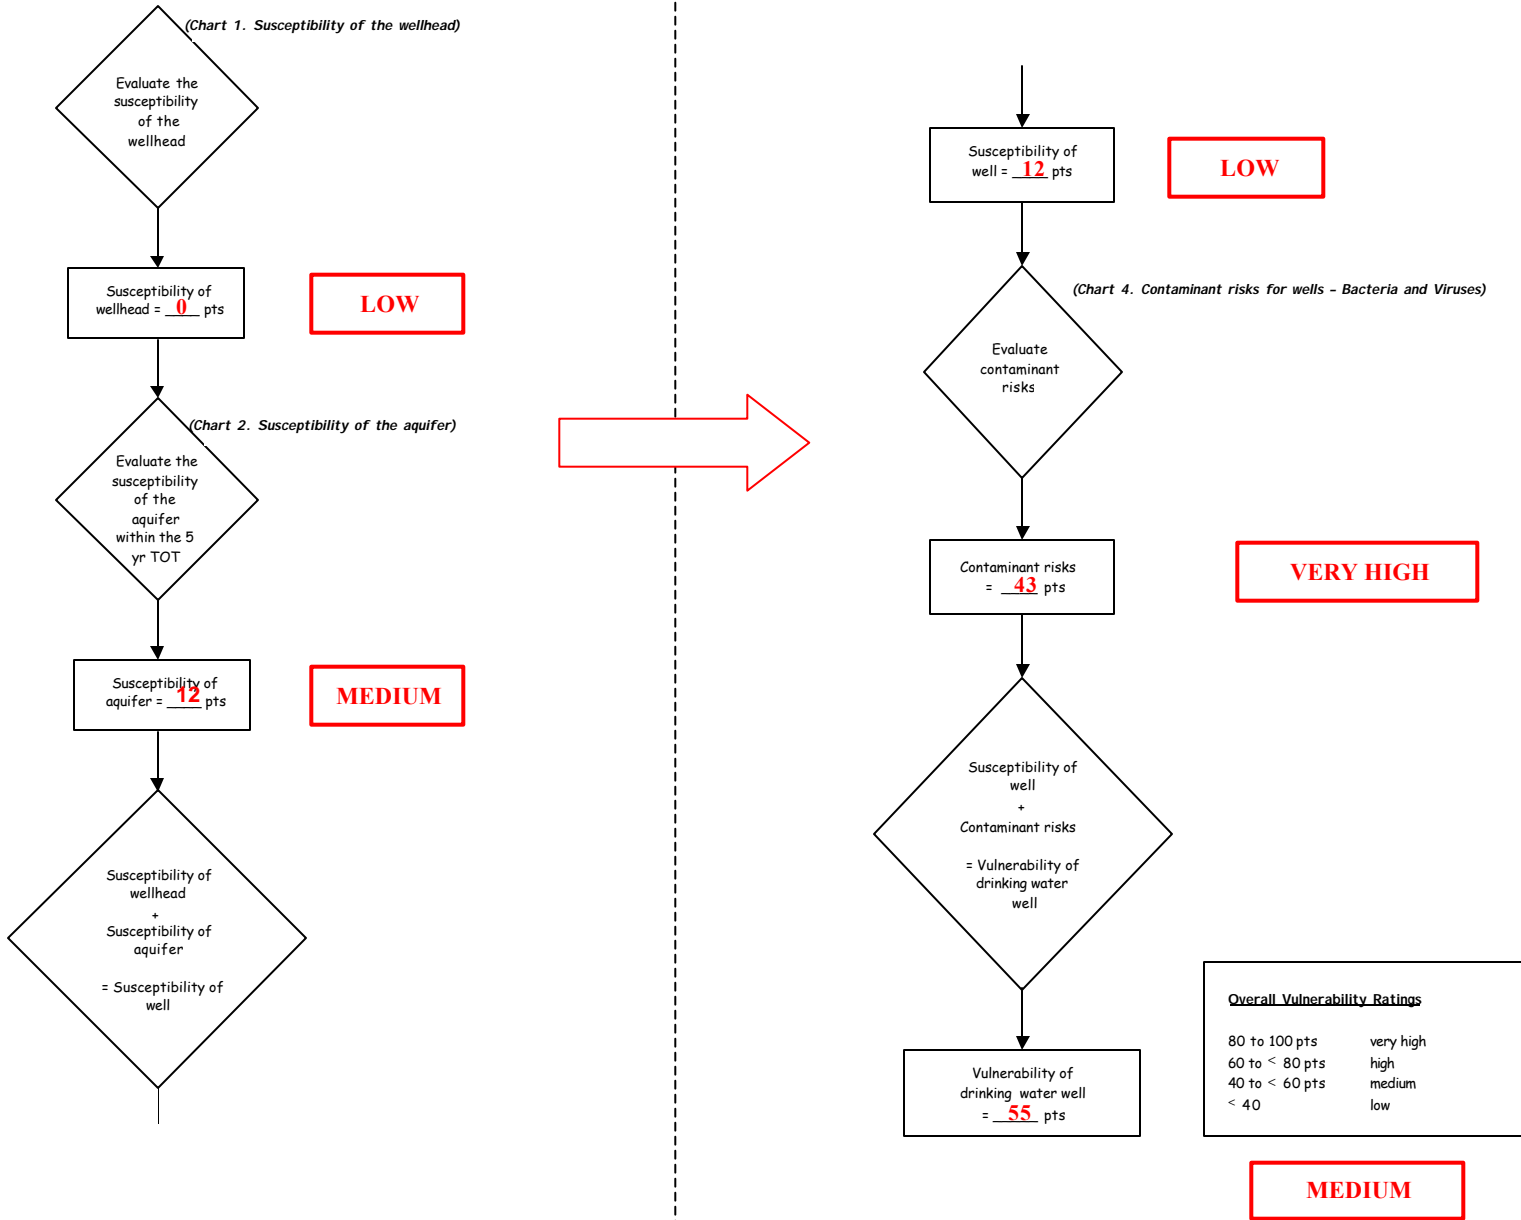 (Chart 1. Susceptibility of the wellhead)
Evaluate the
susceptibility
of the
wellhead
Susceptibility of
wellhead = 0 pts
LOW
(Chart 2. Susceptibility of the aquifer)
Evaluate the
susceptibility
of the
aquifer
within the 5
yr TOT
Susceptibility of
aquifer = 12 pts
MEDIUM
Susceptibility of
wellhead
+
Susceptibility of
aquifer
= Susceptibility of
well
Susceptibility of
well = 12 pts
LOW
(Chart 4. Contaminant risks for wells – Bacteria and Viruses)
Evaluate
contaminant
risks
Contaminant risks
= 43 pts
VERY HIGH
Susceptibility of
well
+
Contaminant risks
= Vulnerability of
drinking water
well
Vulnerability of
drinking water well
= 55 pts
Overall Vulnerability Ratings
80 to 100 pts very high
60 to < 80 pts high
40 to < 60 pts medium
< 40 low
MEDIUM